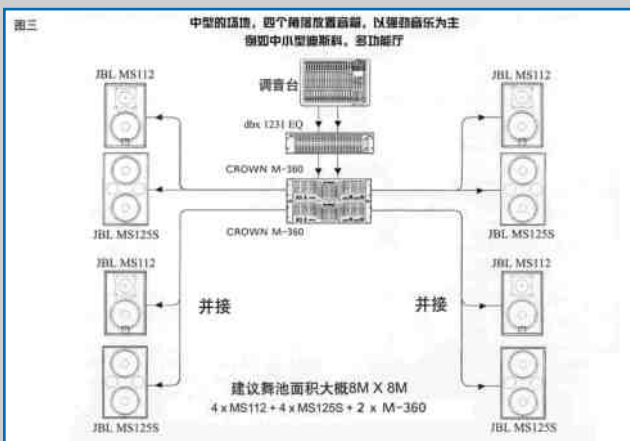 图三
中型的场地，四个角落放置音箱，以强劲音乐为主
例如中小型迪斯科，多功能厅
JBL MS112
JBL MS112
调音台
dbx 1231 EQ
CROWN M-360
JBL MS125S
JBL MS125S
CROWN M-360
JBL MS112
JBL MS112
并接
并接
建议舞池面积大概8M X 8M
4 x MS112 + 4 x MS125S + 2 x M-360
JBL MS125S
JBL MS125S